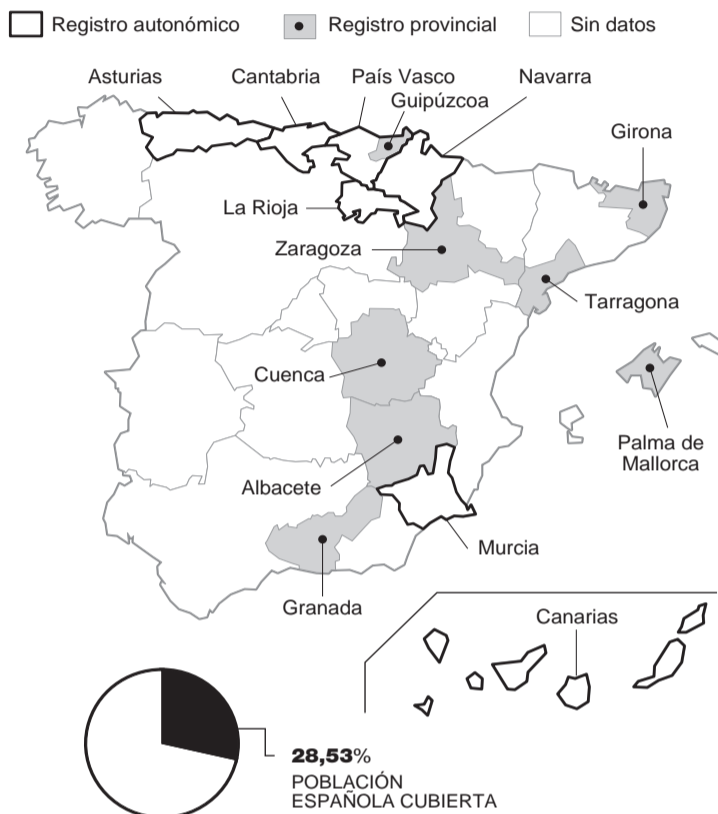 Registro autonómico
Registro provincial
Sin datos
Asturias
Cantabria
País Vasco
Navarra
Guipúzcoa
Girona
La Rioja
Zaragoza
Tarragona
Cuenca
Palma de
Mallorca
Albacete
Murcia
Granada
Canarias
28,53%
POBLACIÓN
ESPAÑOLA CUBIERTA